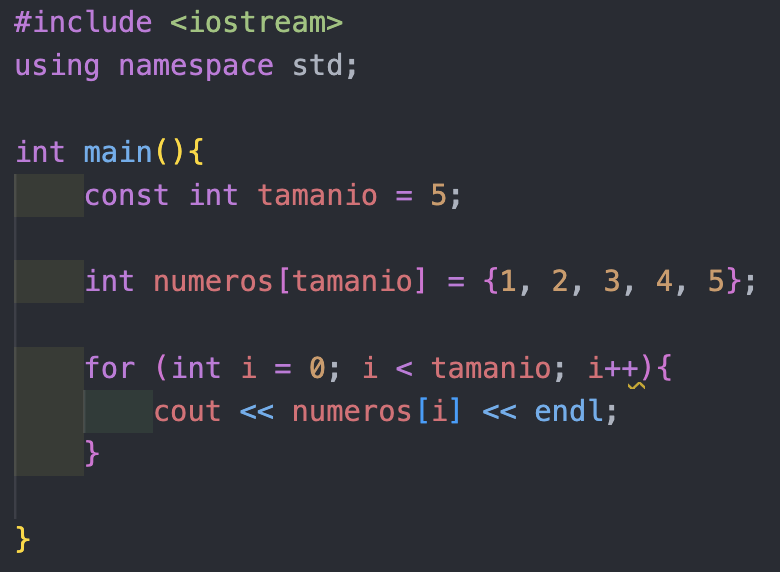 #include <iostream>
using namespace std;
int main(){
const int tamanio = 5;
int numeros[tamanio] = {1, 2, 3, 4, 5};
for (int i = 0; i < tamanio; i++){
cout << numeros[i] << endl;
}
}